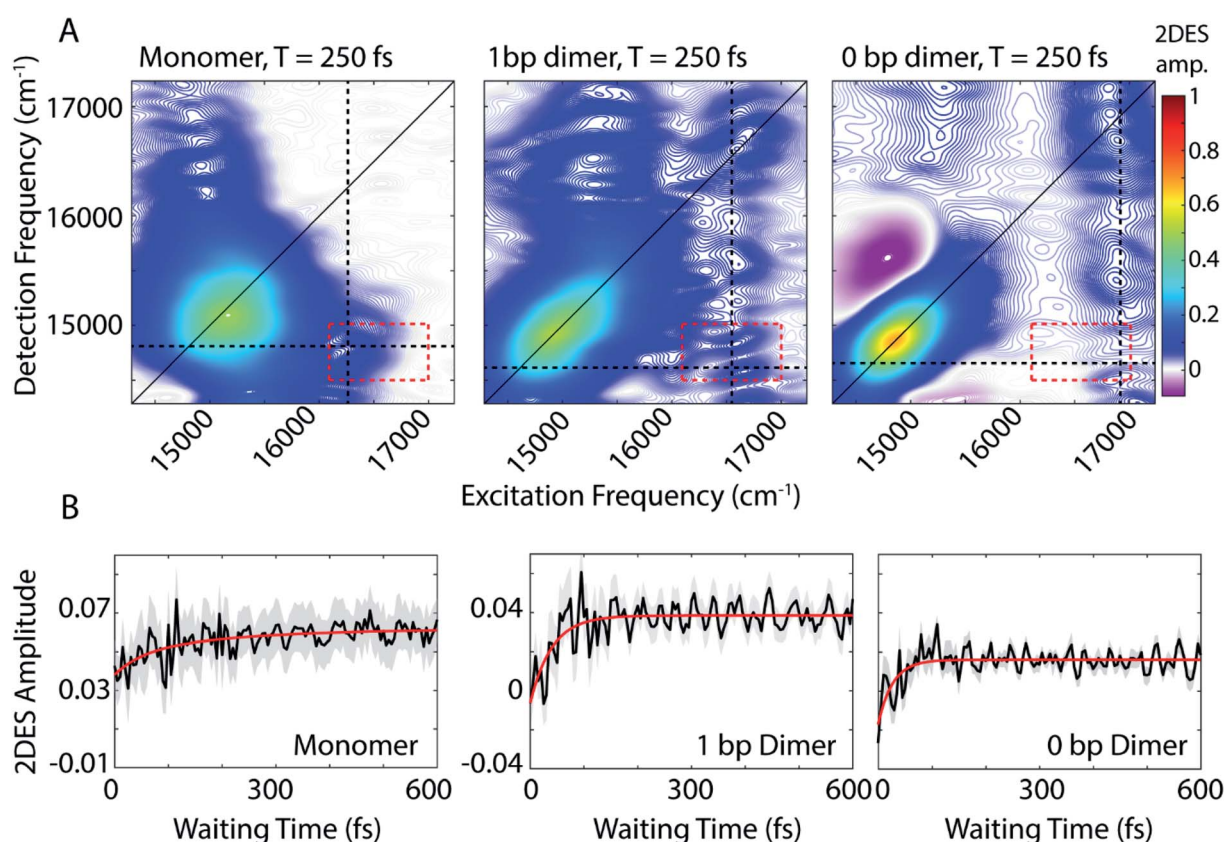 A
Monomer, T = 250 fs
1bp dimer, T = 250 fs
0 bp dimer, T = 250 fs
2DES
amp.
Detection Frequency (cm⁻¹)
17000
16000
15000
15000
16000
17000
15000
16000
17000
15000
16000
17000
Excitation Frequency (cm⁻¹)
1
0.8
0.6
0.4
0.2
0
B
2DES Amplitude
0.07
0.03
-0.01
Monomer
0
300
600
Waiting Time (fs)
0.04
0
-0.04
1 bp Dimer
0
300
600
Waiting Time (fs)
0 bp Dimer
0
300
600
Waiting Time (fs)